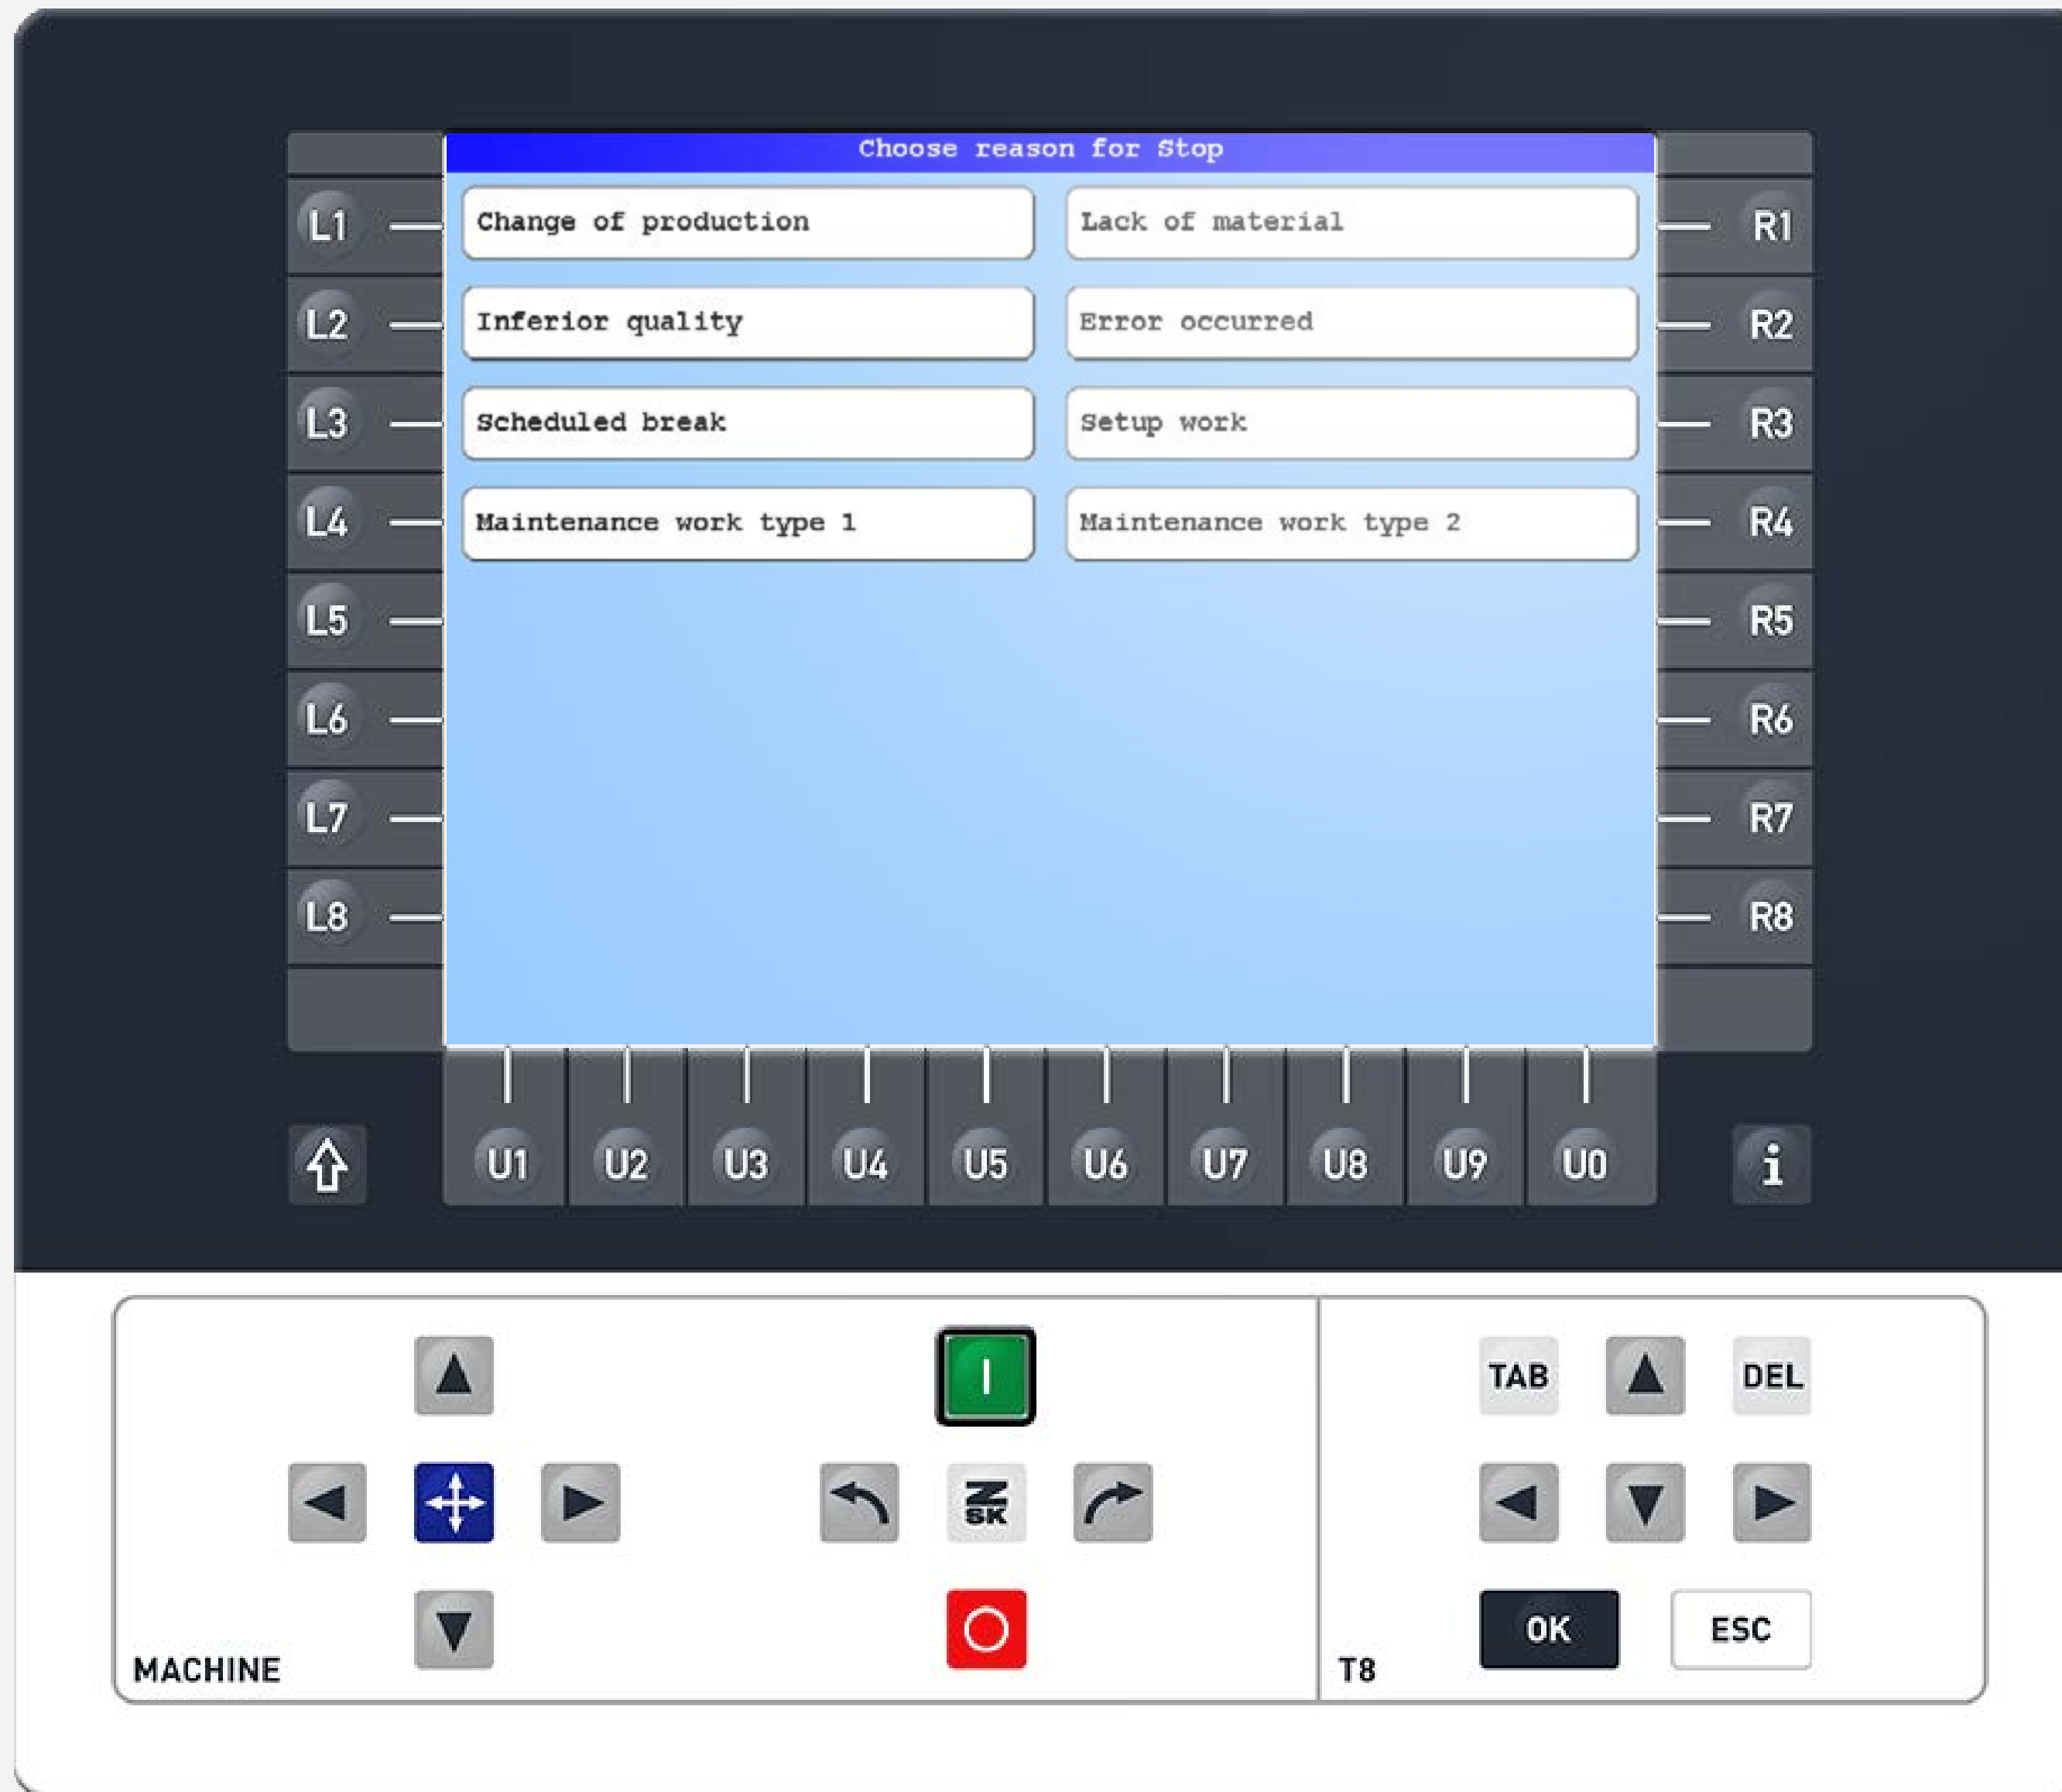 Choose reason for Stop
L1 Change of production Lack of material R1
L2 Inferior quality Error occurred R2
L3 Scheduled break Setup work R3
L4 Maintenance work type 1 Maintenance work type 2 R4
L5 R5
L6 R6
L7 R7
L8 R8
U1 U2 U3 U4 U5 U6 U7 U8 U9 U0 i
I TAB DEL
ZSK
OK ESC
MACHINE T8